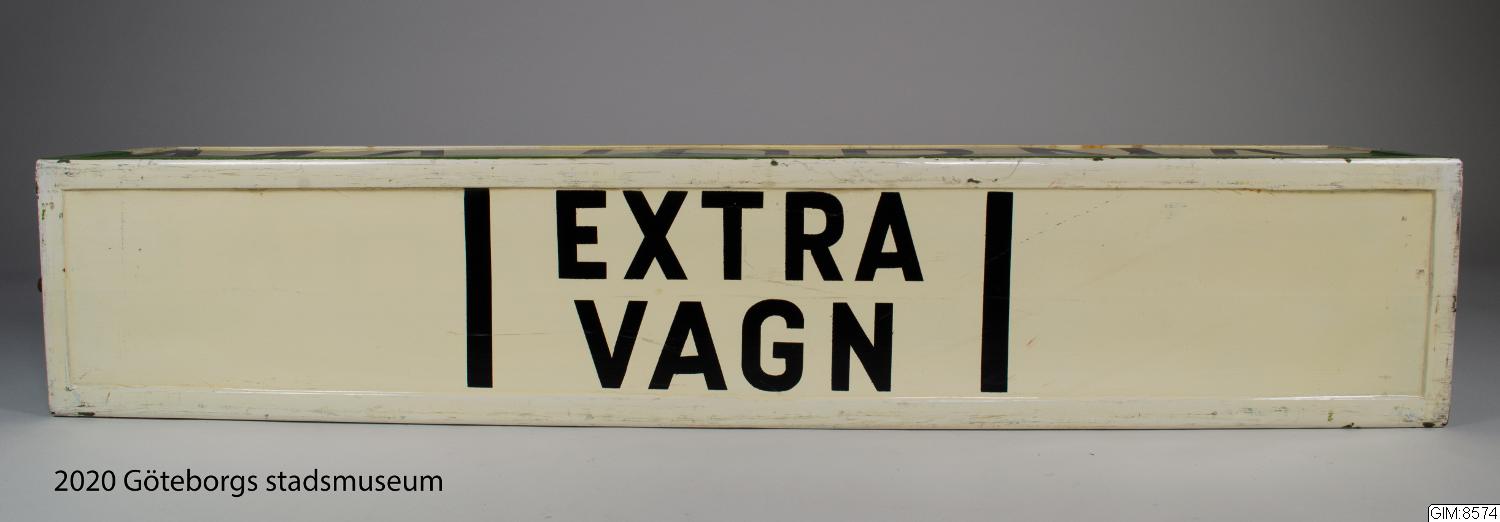 EXTRA
VAGN
2020 Göteborgs stadsmuseum
GIM:8574